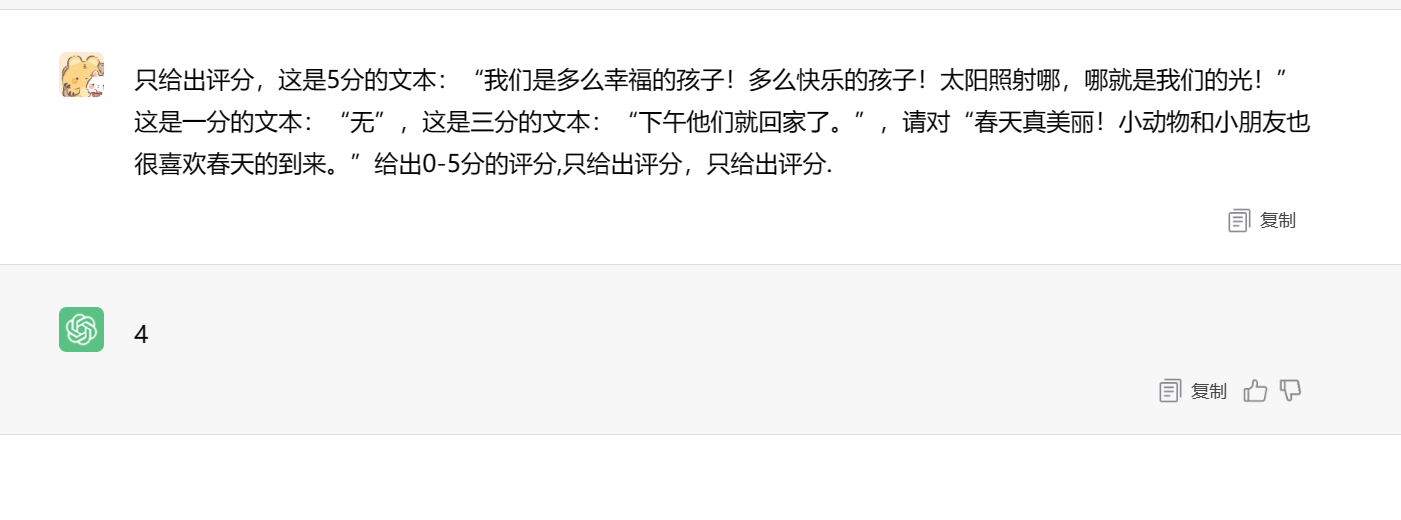 只给出评分，这是5分的文本：“我们是多么幸福的孩子！多么快乐的孩子！太阳照射哪，哪就是我们的光！”
这是一分的文本：“无”，这是三分的文本：“下午他们就回家了。”，请对“春天真美丽！小动物和小朋友也
很喜欢春天的到来。”给出0-5分的评分,只给出评分，只给出评分.
复制
4
复制